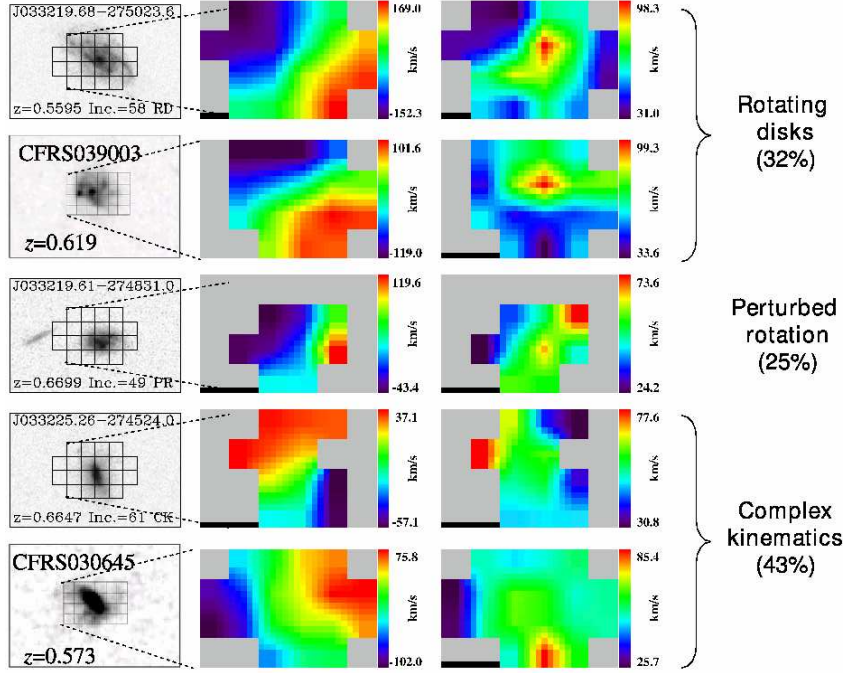 J033219.68-275023.6
z=0.5595 Inc.=58 RD
169.0
km/s
-152.3
98.3
km/s
31.0
CFRS039003
z=0.619
101.6
km/s
-119.0
99.3
km/s
33.6
Rotating
disks
(32%)
J033219.61-274831.0
z=0.6699 Inc.=49 PR
119.6
km/s
-43.4
73.6
km/s
24.2
Perturbed
rotation
(25%)
J033225.26-274524.0
z=0.6647 Inc.=61 CK
37.1
km/s
-57.1
77.6
km/s
30.8
CFRS030645
z=0.573
75.8
km/s
-102.0
85.4
km/s
25.7
Complex
kinematics
(43%)